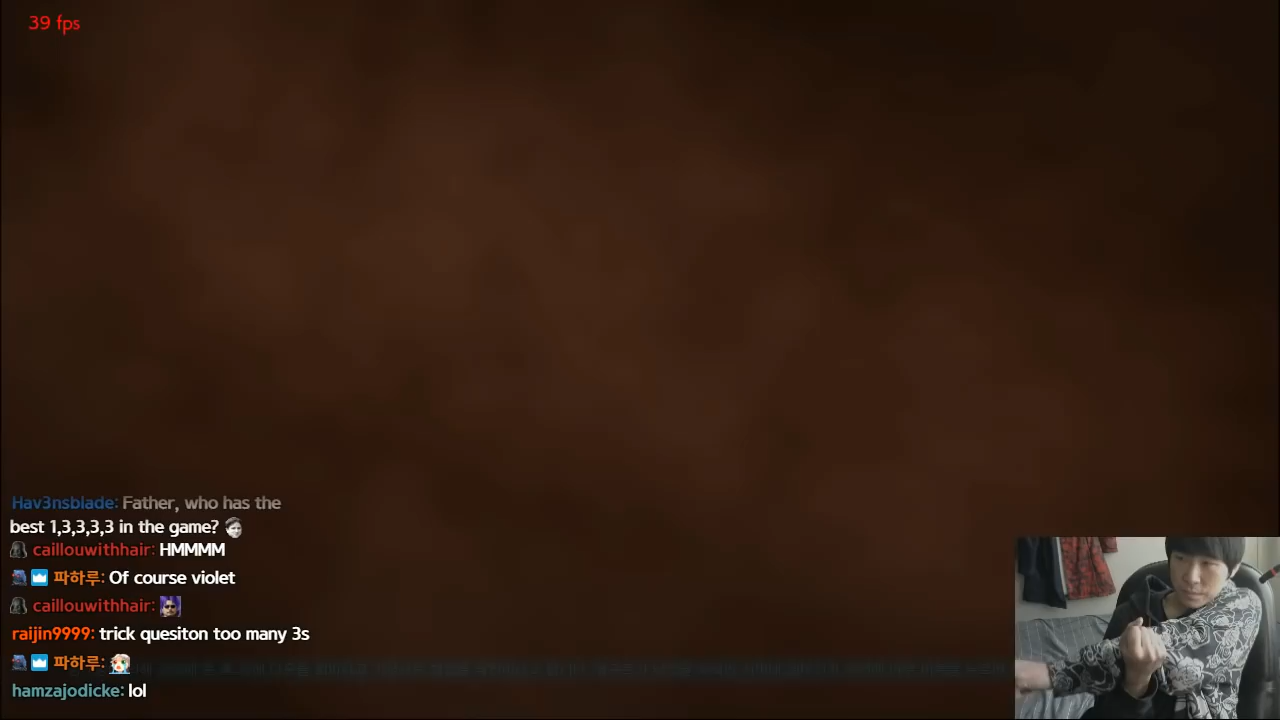 39 fps
Hav3nsblade: Father, who has the
best 1,3,3,3,3 in the game?
caillouwithhair: HMMMM
파하루: Of course violet
caillouwithhair:
raijin9999: trick quesiton too many 3s
파하루:
hamzajodicke: lol